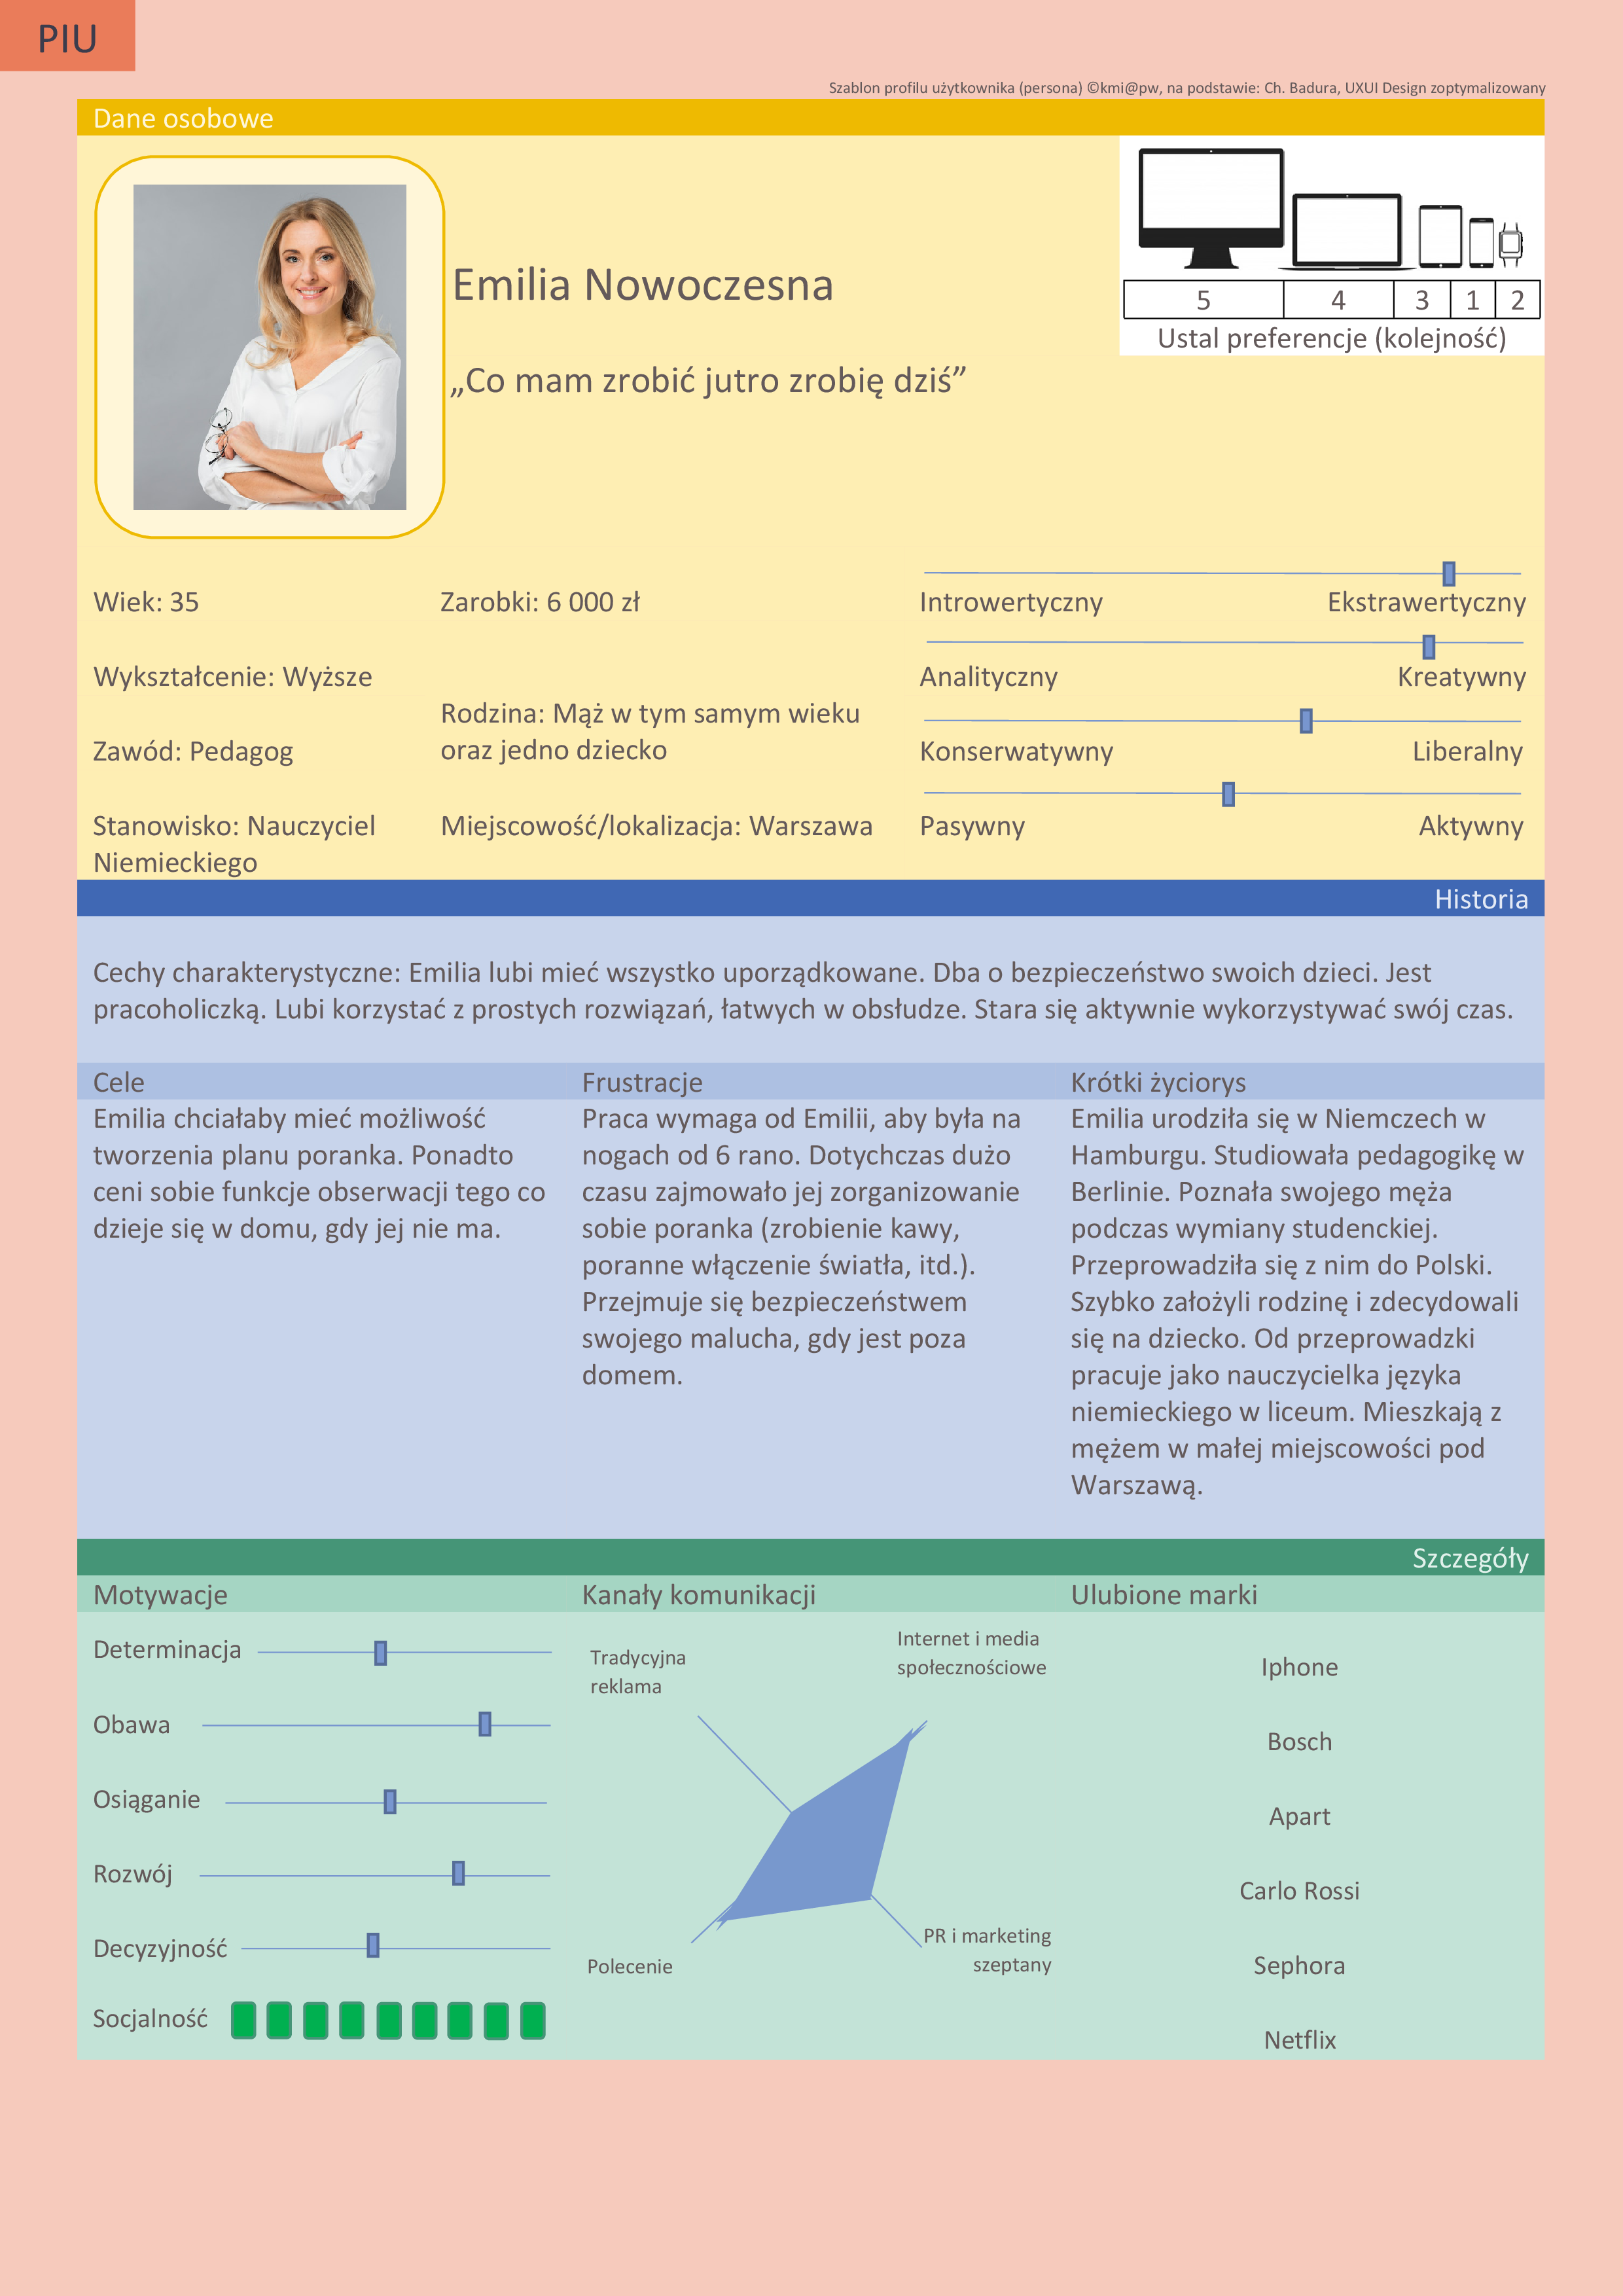 PIU
Szablon profilu użytkownika (persona) ©kmi@pw, na podstawie: Ch. Badura, UXUI Design zoptymalizowany
Dane osobowe
Emilia Nowoczesna
„Co mam zrobić jutro zrobię dziś”
5 4 3 1 2
Ustal preferencje (kolejność)
Wiek: 35
Wykształcenie: Wyższe
Zawód: Pedagog
Stanowisko: Nauczyciel
Niemieckiego
Zarobki: 6 000 zł
Rodzina: Mąż w tym samym wieku
oraz jedno dziecko
Miejscowość/lokalizacja: Warszawa
Introwertyczny Ekstrawertyczny
Analityczny Kreatywny
Konserwatywny Liberalny
Pasywny Aktywny
Historia
Cechy charakterystyczne: Emilia lubi mieć wszystko uporządkowane. Dba o bezpieczeństwo swoich dzieci. Jest
pracoholiczką. Lubi korzystać z prostych rozwiązań, łatwych w obsłudze. Stara się aktywnie wykorzystywać swój czas.
Cele
Emilia chciałaby mieć możliwość
tworzenia planu poranka. Ponadto
ceni sobie funkcje obserwacji tego co
dzieje się w domu, gdy jej nie ma.
Frustracje
Praca wymaga od Emilii, aby była na
nogach od 6 rano. Dotychczas dużo
czasu zajmowało jej zorganizowanie
sobie poranka (zrobienie kawy,
poranne włączenie światła, itd.).
Przejmuje się bezpieczeństwem
swojego malucha, gdy jest poza
domem.
Krótki życiorys
Emilia urodziła się w Niemczech w
Hamburgu. Studiowała pedagogikę w
Berlinie. Poznała swojego męża
podczas wymiany studenckiej.
Przeprowadziła się z nim do Polski.
Szybko założyli rodzinę i zdecydowali
się na dziecko. Od przeprowadzki
pracuje jako nauczycielka języka
niemieckiego w liceum. Mieszkają z
mężem w małej miejscowości pod
Warszawą.
Szczegóły
Motywacje
Determinacja
Obawa
Osiąganie
Rozwój
Decyzyjność
Socjalność
Kanały komunikacji
Tradycyjna
reklama
Internet i media
społecznościowe
Polecenie
PR i marketing
szeptany
Ulubione marki
Iphone
Bosch
Apart
Carlo Rossi
Sephora
Netflix